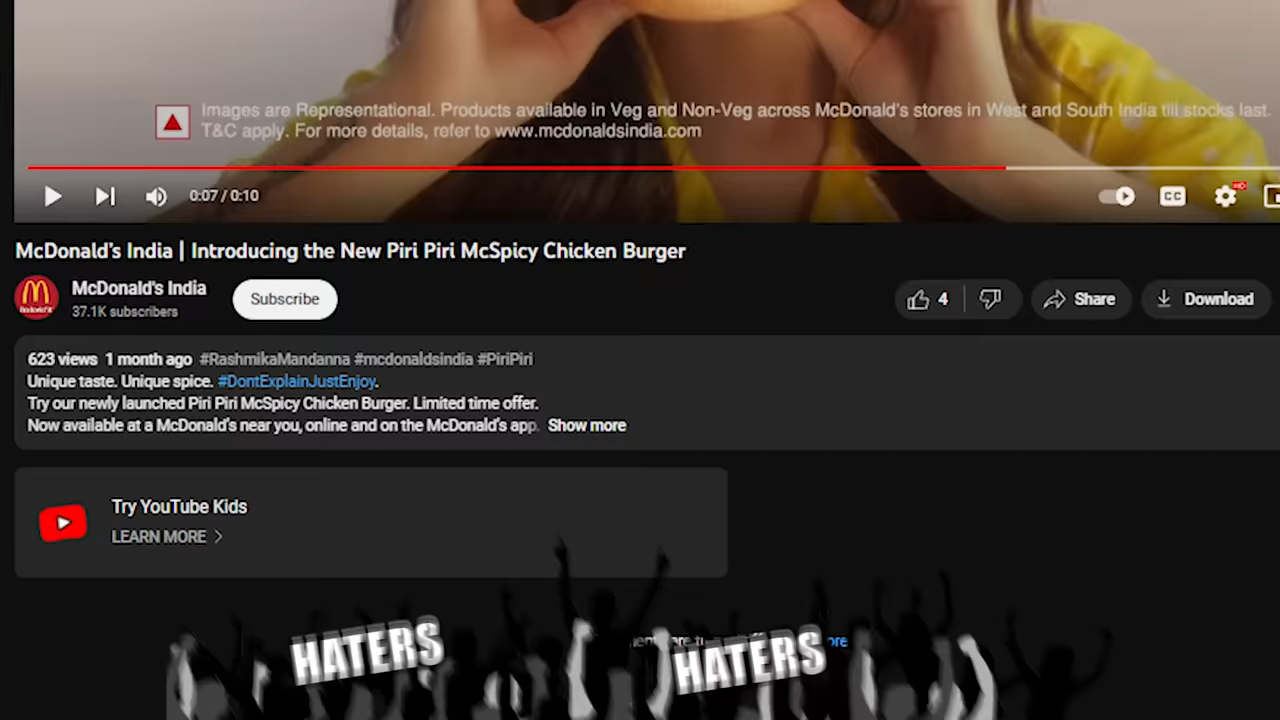 Images are Representational. Products available in Veg and Non-Veg across McDonald's stores in West and South India till stocks last.
T&C apply. For more details, refer to www.mcdonaldsindia.com
0:07 / 0:10
CC
HD
McDonald's India | Introducing the New Piri Piri McSpicy Chicken Burger
McDonald's India
37.1K subscribers
Subscribe
4
Share
Download
623 views 1 month ago #RashmikaMandanna #mcdonaldsindia #PiriPiri
Unique taste. Unique spice. #DontExplainJustEnjoy.
Try our newly launched Piri Piri McSpicy Chicken Burger. Limited time offer.
Now available at a McDonald's near you, online and on the McDonald's app. Show more
Try YouTube Kids
LEARN MORE
HATERS
HATERS